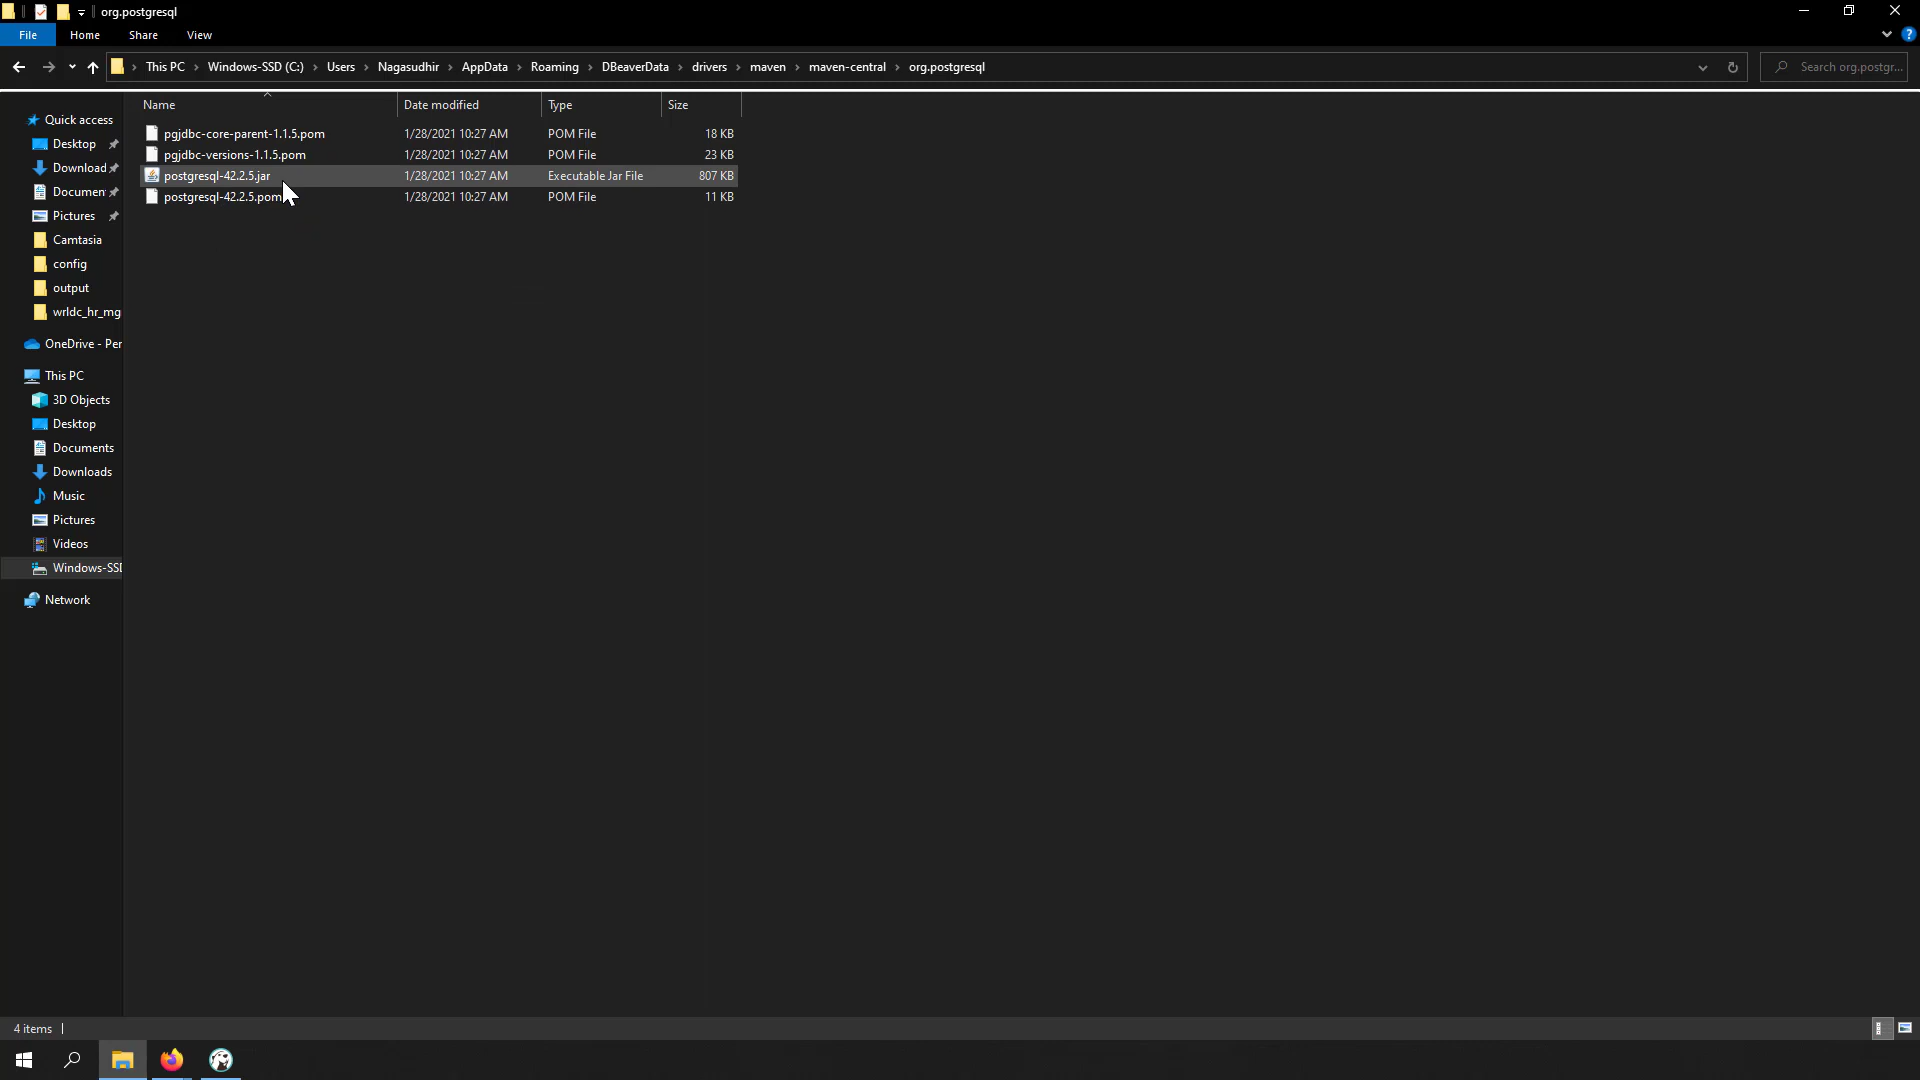 org.postgresql
File Home Share View
This PC Windows-SSD (C:) Users Nagasudhir AppData Roaming DBeaverData drivers maven maven-central org.postgresql Search org.postgr...
Name Date modified Type Size
pgjdbc-core-parent-1.1.5.pom 1/28/2021 10:27 AM POM File 18 KB
pgjdbc-versions-1.1.5.pom 1/28/2021 10:27 AM POM File 23 KB
postgresql-42.2.5.jar 1/28/2021 10:27 AM Executable Jar File 807 KB
postgresql-42.2.5.pom 1/28/2021 10:27 AM POM File 11 KB
Quick access
Desktop
Download
Documen
Pictures
Camtasia
config
output
wrldc_hr_mg
OneDrive - Per
This PC
3D Objects
Desktop
Documents
Downloads
Music
Pictures
Videos
Windows-SSD
Network
4 items